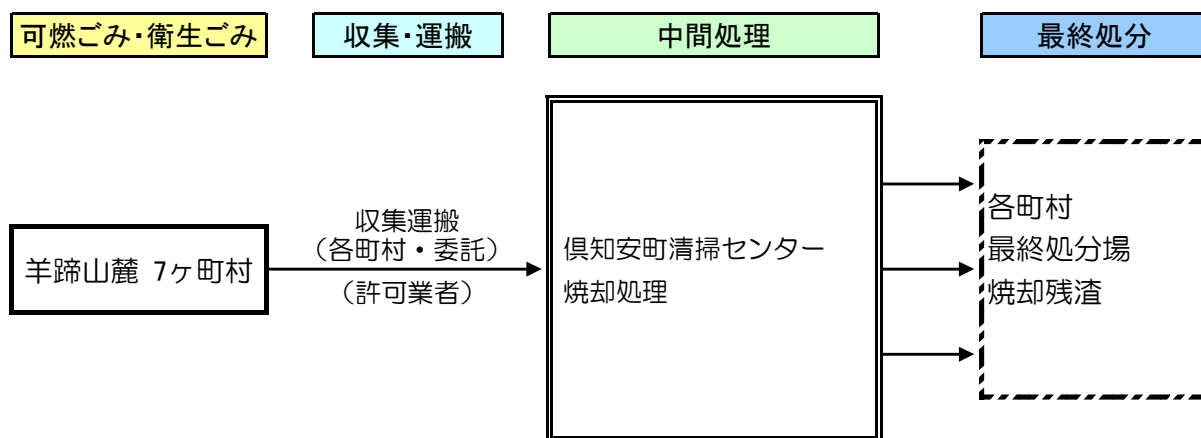 可燃ごみ・衛生ごみ
収集・運搬
中間処理
最終処分
羊蹄山麓 7ヶ町村
収集運搬
（各町村・委託）
（許可業者）
倶知安町清掃センター
焼却処理
各町村
最終処分場
焼却残渣